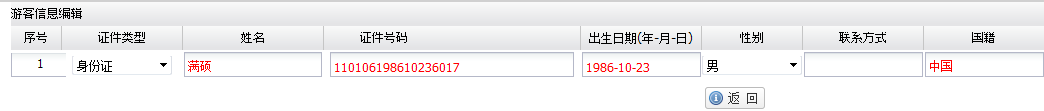 游客信息编辑
序号 证件类型 姓名 证件号码 出生日期(年-月-日) 性别 联系方式 国籍
1 身份证 满硕 110106198610236017 1986-10-23 男 中国
返 回